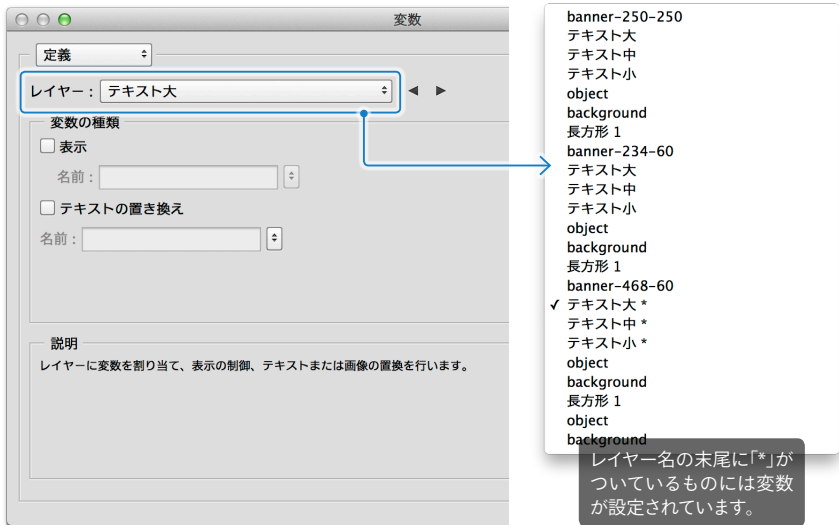 変数
定義
レイヤー : テキスト大
変数の種類
表示
名前 :
テキストの置き換え
名前 :
説明
レイヤーに変数を割り当て、表示の制御、テキストまたは画像の置換を行います。
banner-250-250
テキスト大
テキスト中
テキスト小
object
background
長方形 1
banner-234-60
テキスト大
テキスト中
テキスト小
object
background
長方形 1
banner-468-60
✓ テキスト大 *
テキスト中 *
テキスト小 *
object
background
長方形 1
object
background
レイヤー名の末尾に「*」が
ついているものには変数
が設定されています。